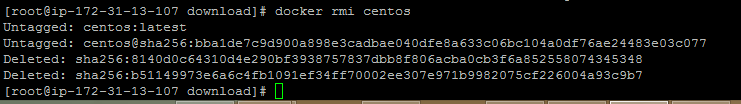 [root@ip-172-31-13-107 download]# docker rmi centos
Untagged: centos:latest
Untagged: centos@sha256:bba1de7c9d900a898e3cadbae040dfe8a633c06bc104a0df76ae24483e03c077
Deleted: sha256:8140d0c64310d4e290bf3938757837dbb8f806acba0cb3f6a852558074345348
Deleted: sha256:b51149973e6a6c4fb1091ef34ff70002ee307e971b9982075cf226004a93c9b7
[root@ip-172-31-13-107 download]#